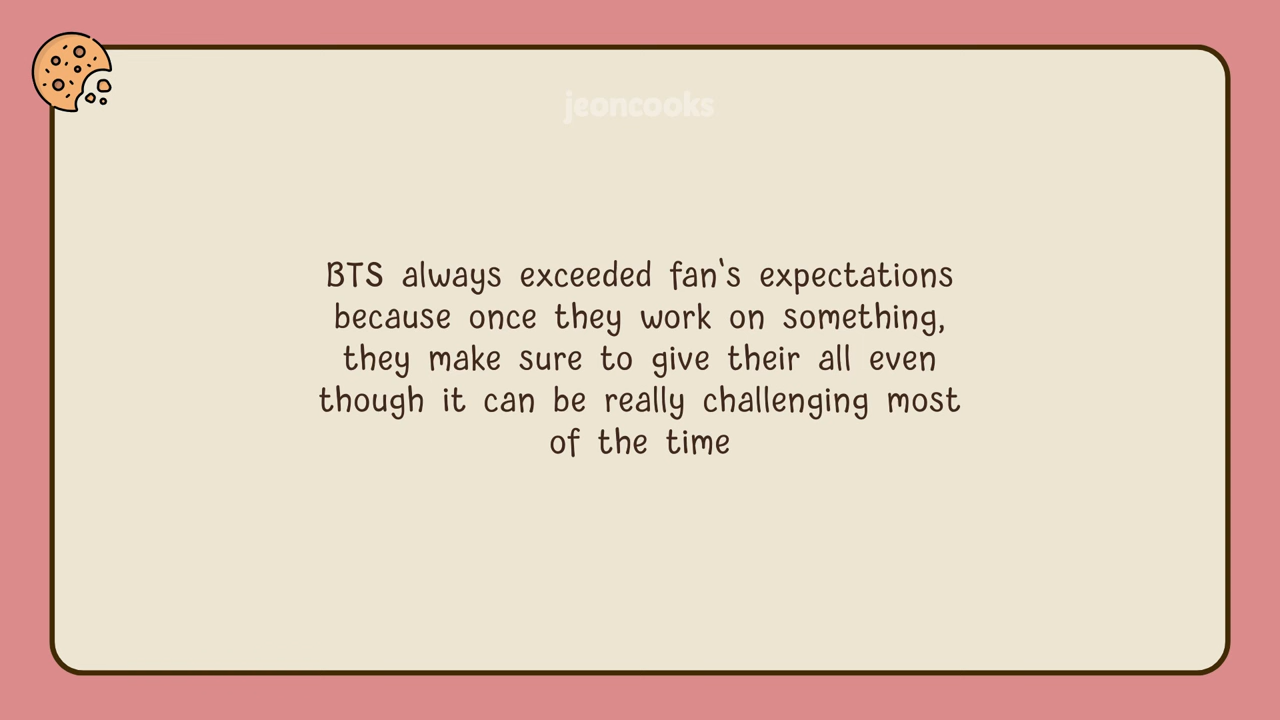 jeoncooks
BTS always exceeded fan's expectations
because once they work on something,
they make sure to give their all even
though it can be really challenging most
of the time